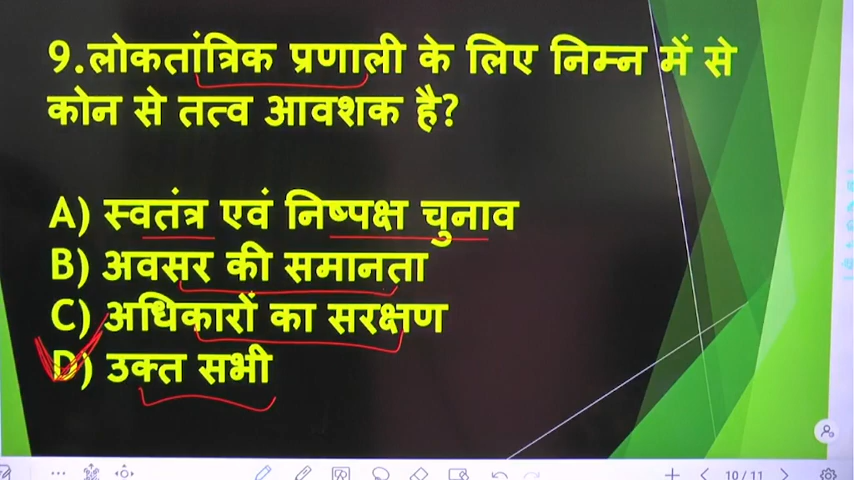 9.लोकतांत्रिक प्रणाली के लिए निम्न में से
कोन से तत्व आवशक है?
A) स्वतंत्र एवं निष्पक्ष चुनाव
B) अवसर की समानता
C) अधिकारों का सरक्षण
D) उक्त सभी
10/11